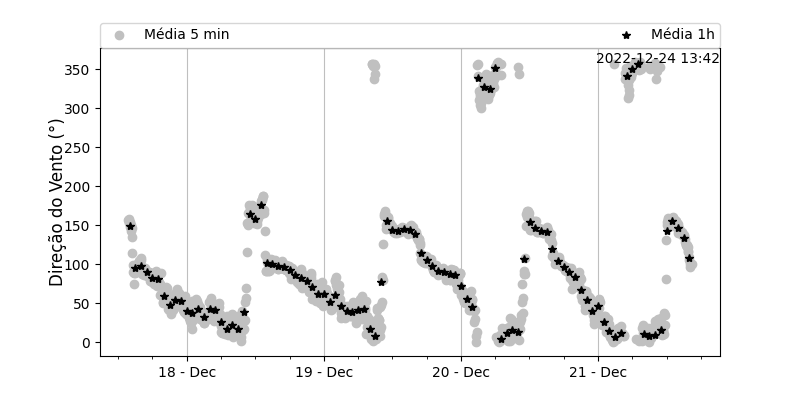 Média 5 min
Média 1h
2022-12-24 13:42
Direção do Vento (°)
350
300
250
200
150
100
50
0
18 - Dec
19 - Dec
20 - Dec
21 - Dec